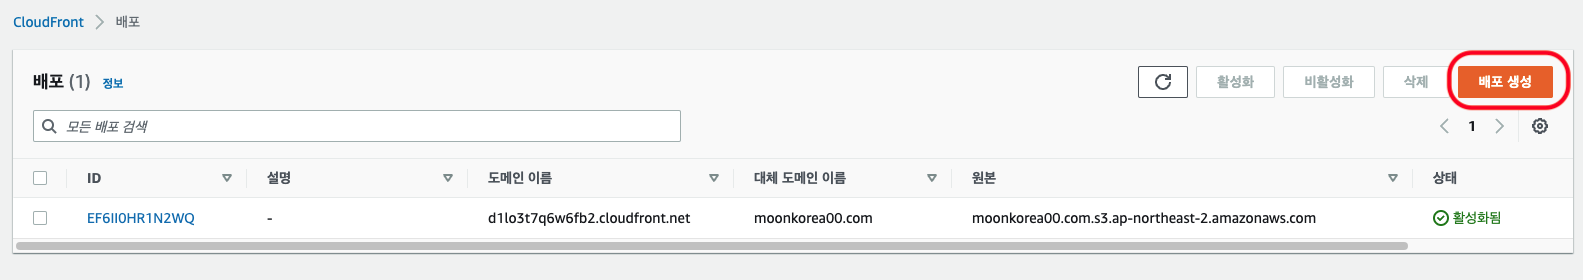 CloudFront 배포
배포 (1) 정보
활성화 비활성화 삭제 배포 생성
모든 배포 검색
1
ID 설명 도메인 이름 대체 도메인 이름 원본 상태
EF6II0HR1N2WQ - d1lo3t7q6w6fb2.cloudfront.net moonkorea00.com moonkorea00.com.s3.ap-northeast-2.amazonaws.com 활성화됨